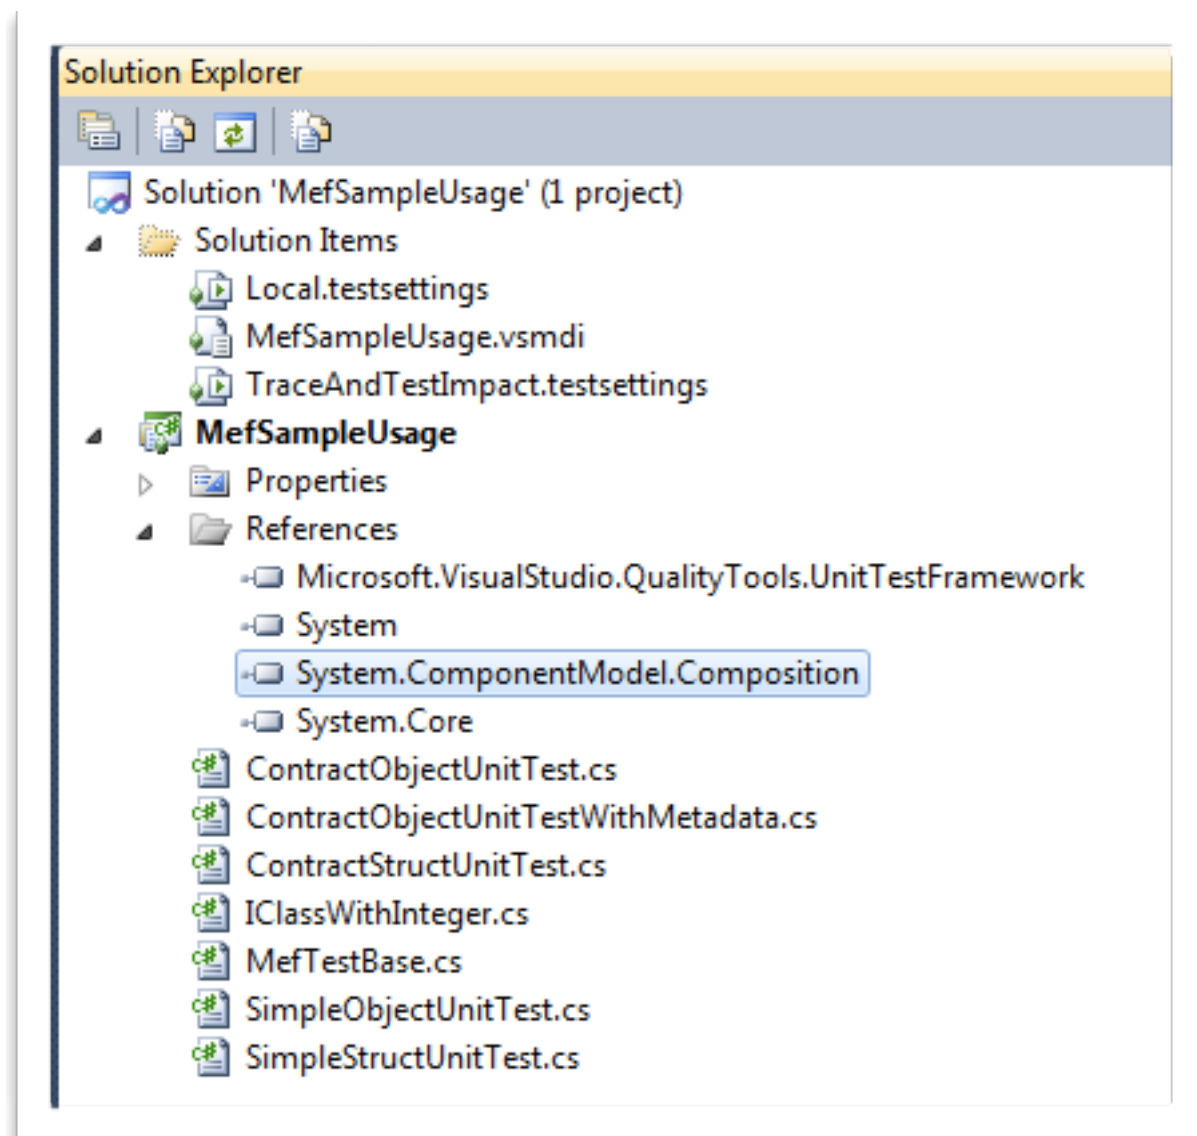 Solution Explorer
Solution 'MefSampleUsage' (1 project)
Solution Items
Local.testsettings
MefSampleUsage.vsmdi
TraceAndTestImpact.testsettings
MefSampleUsage
Properties
References
Microsoft.VisualStudio.QualityTools.UnitTestFramework
System
System.ComponentModel.Composition
System.Core
ContractObjectUnitTest.cs
ContractObjectUnitTestWithMetadata.cs
ContractStructUnitTest.cs
IClassWithInteger.cs
MefTestBase.cs
SimpleObjectUnitTest.cs
SimpleStructUnitTest.cs